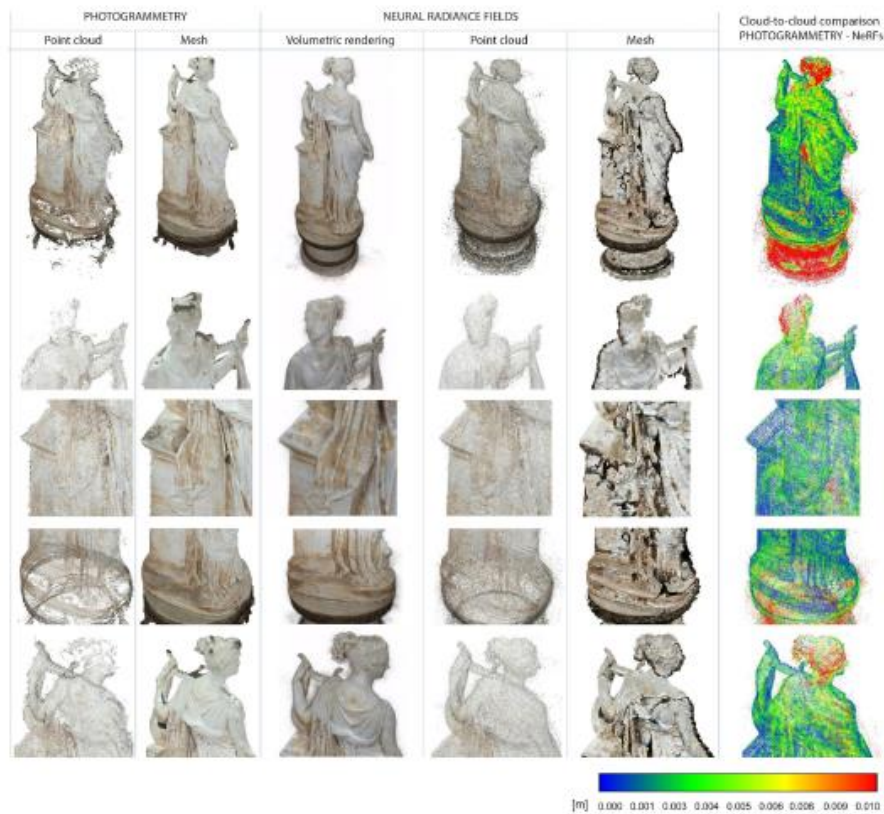 PHOTOGRAMMETRY
NEURAL RADIANCE FIELDS
Cloud-to-cloud comparison
PHOTOGRAMMETRY - NeRFs
Point cloud
Mesh
Volumetric rendering
Point cloud
Mesh
[m] 0.000 0.001 0.003 0.004 0.005 0.006 0.008 0.009 0.010